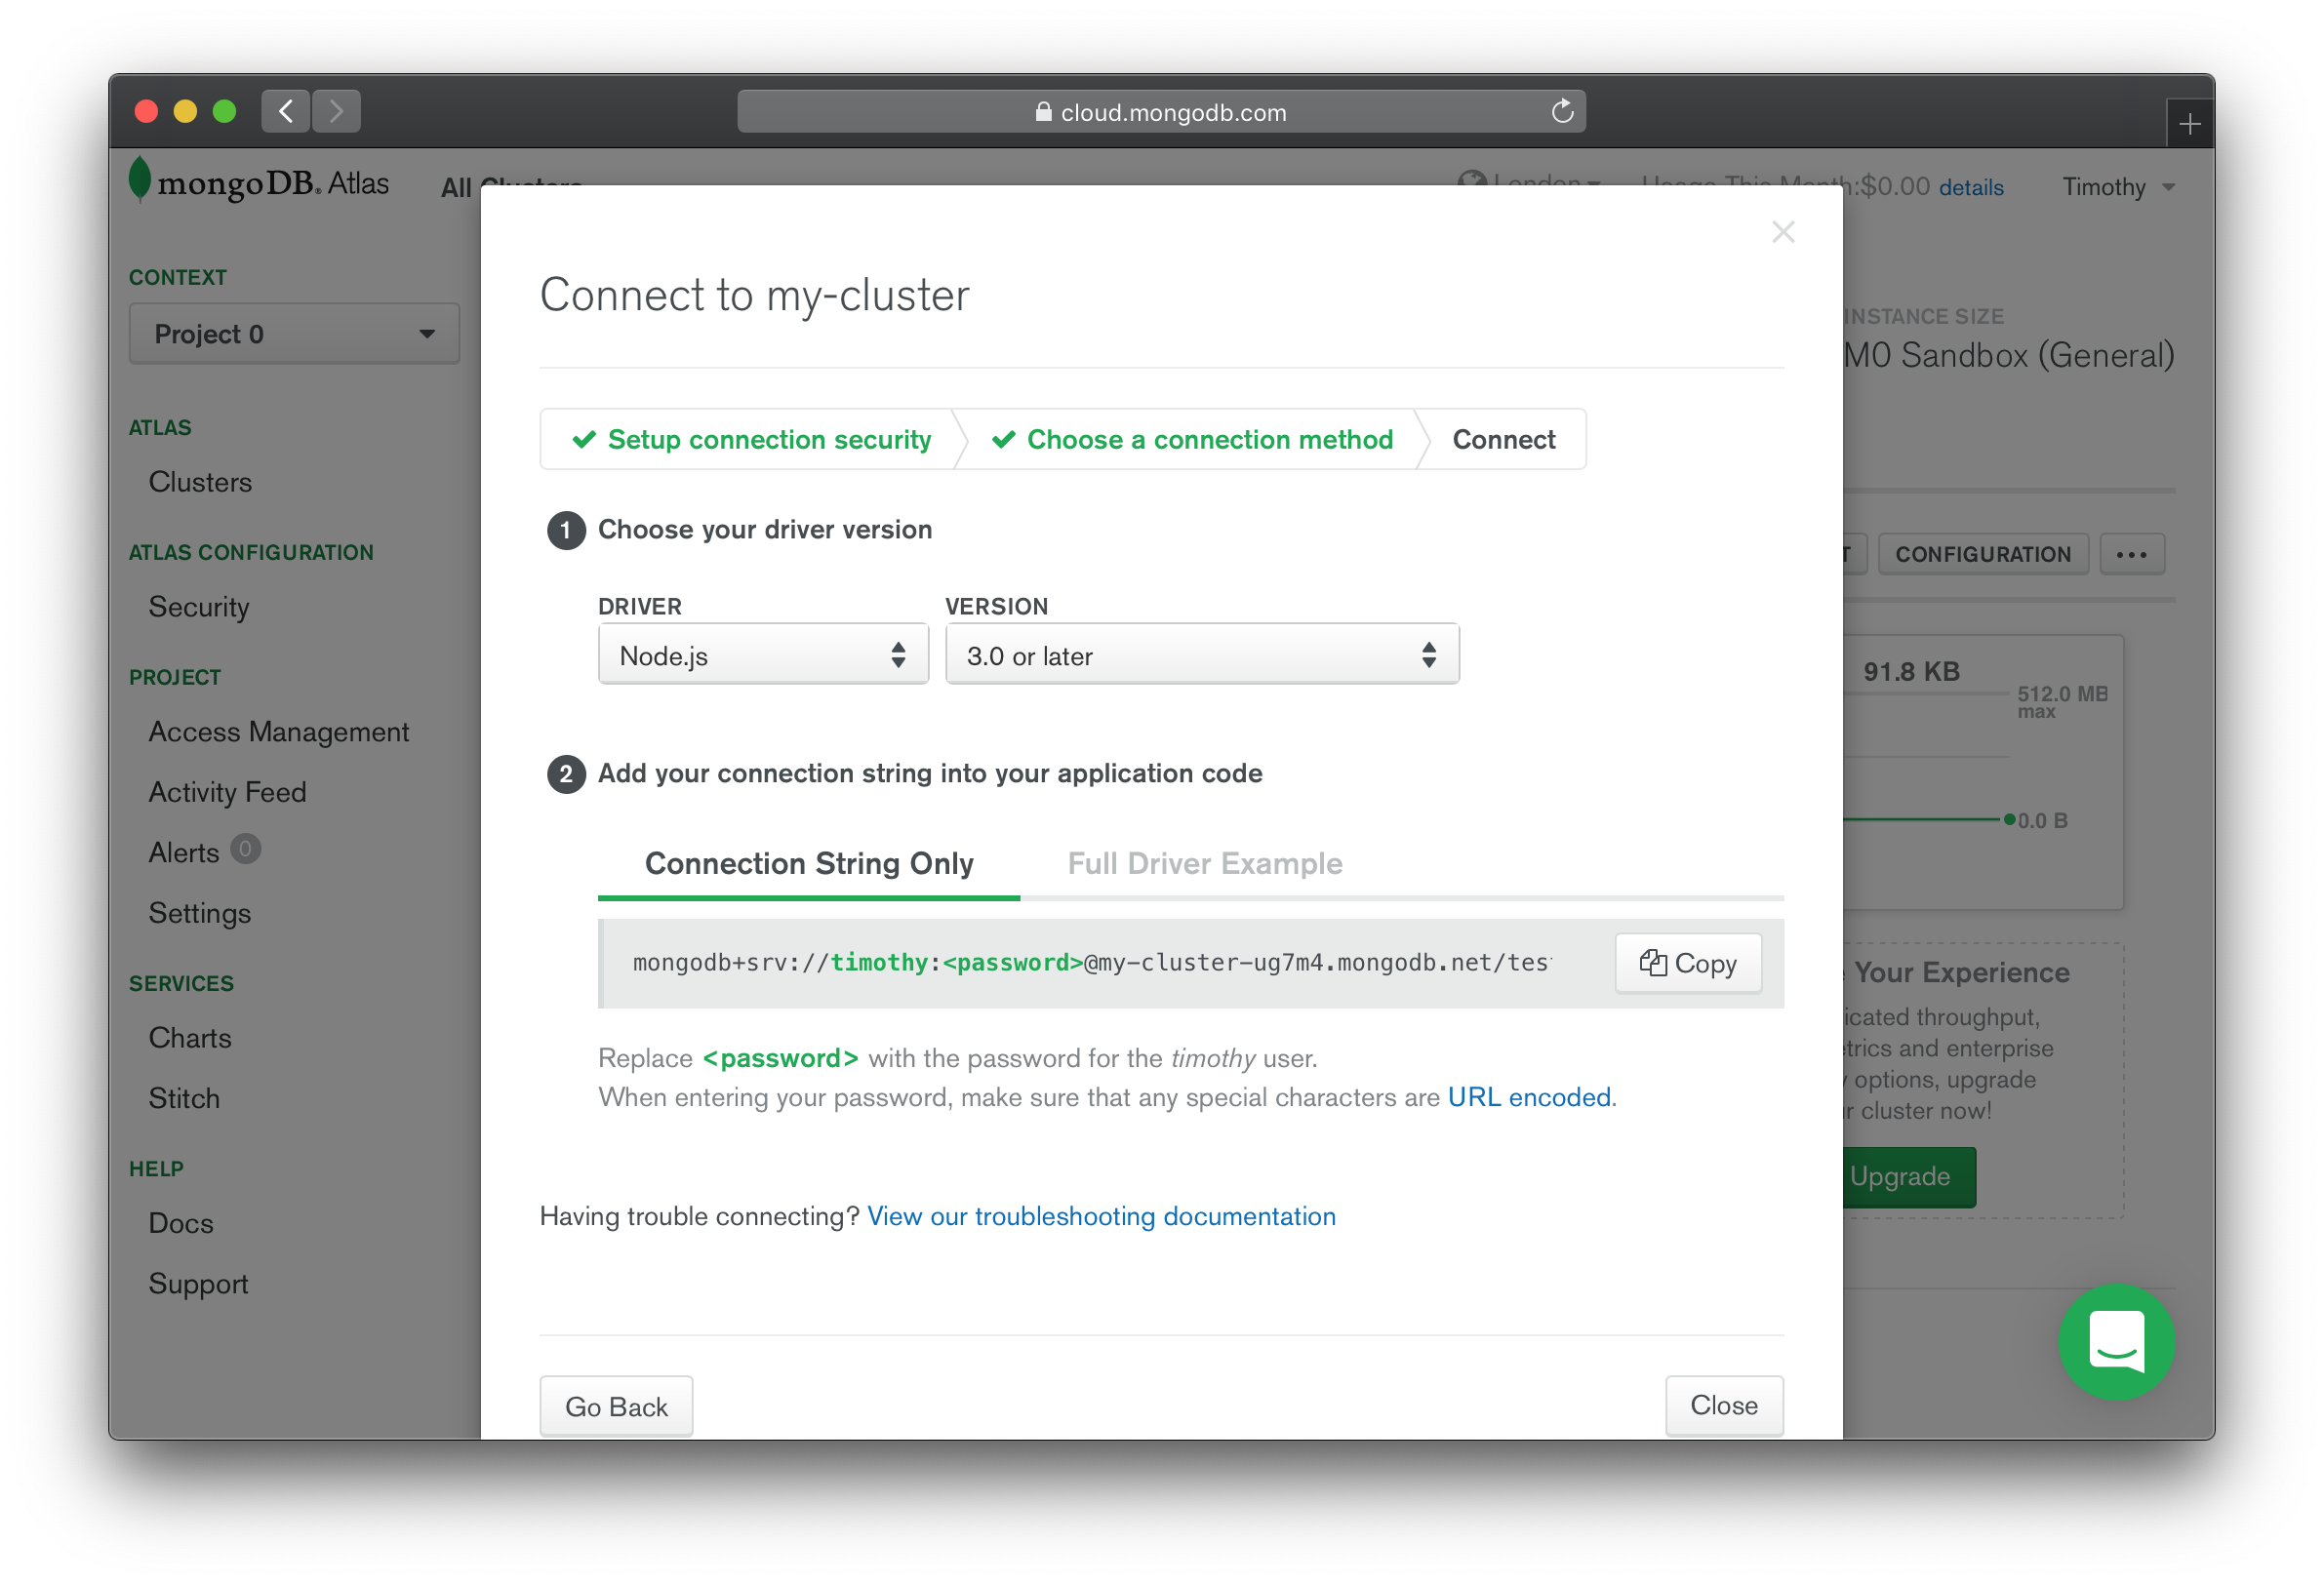 cloud.mongodb.com
mongoDB. Atlas
All Clusters
London
Usage This Month:$0.00 details
Timothy
CONTEXT
Project 0
ATLAS
Clusters
ATLAS CONFIGURATION
Security
PROJECT
Access Management
Activity Feed
Alerts 0
Settings
SERVICES
Charts
Stitch
HELP
Docs
Support
Connect to my-cluster
Setup connection security
Choose a connection method
Connect
1 Choose your driver version
DRIVER
VERSION
Node.js
3.0 or later
2 Add your connection string into your application code
Connection String Only
Full Driver Example
mongodb+srv://timothy:<password>@my-cluster-ug7m4.mongodb.net/tes
Copy
Replace <password> with the password for the timothy user.
When entering your password, make sure that any special characters are URL encoded.
Having trouble connecting? View our troubleshooting documentation
Go Back
Close
INSTANCE SIZE
M0 Sandbox (General)
CONFIGURATION
...
91.8 KB
512.0 MB
max
0.0 B
Your Experience
throughput,
and enterprise
options, upgrade
cluster now!
Upgrade